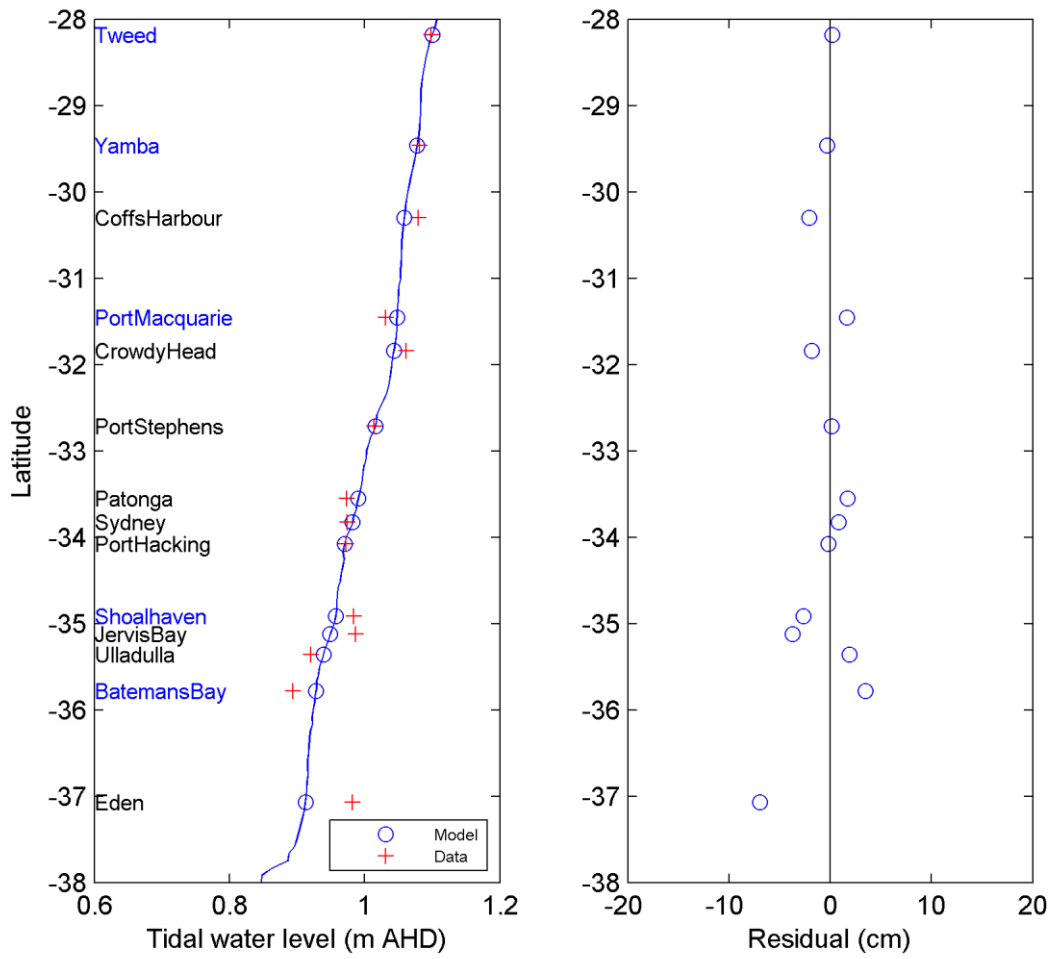 -28
Tweed
-29
Yamba
-30
CoffsHarbour
-31
PortMacquarie
CrowdyHead
-32
PortStephens
-33
Patonga
Sydney
-34
PortHacking
Shoalhaven
-35
JervisBay
Ulladulla
BatemansBay
-36
-37
Eden
-38
Latitude
Model
Data
0.6 0.8 1 1.2
Tidal water level (m AHD)
-28
-29
-30
-31
-32
-33
-34
-35
-36
-37
-38
-20 -10 0 10 20
Residual (cm)